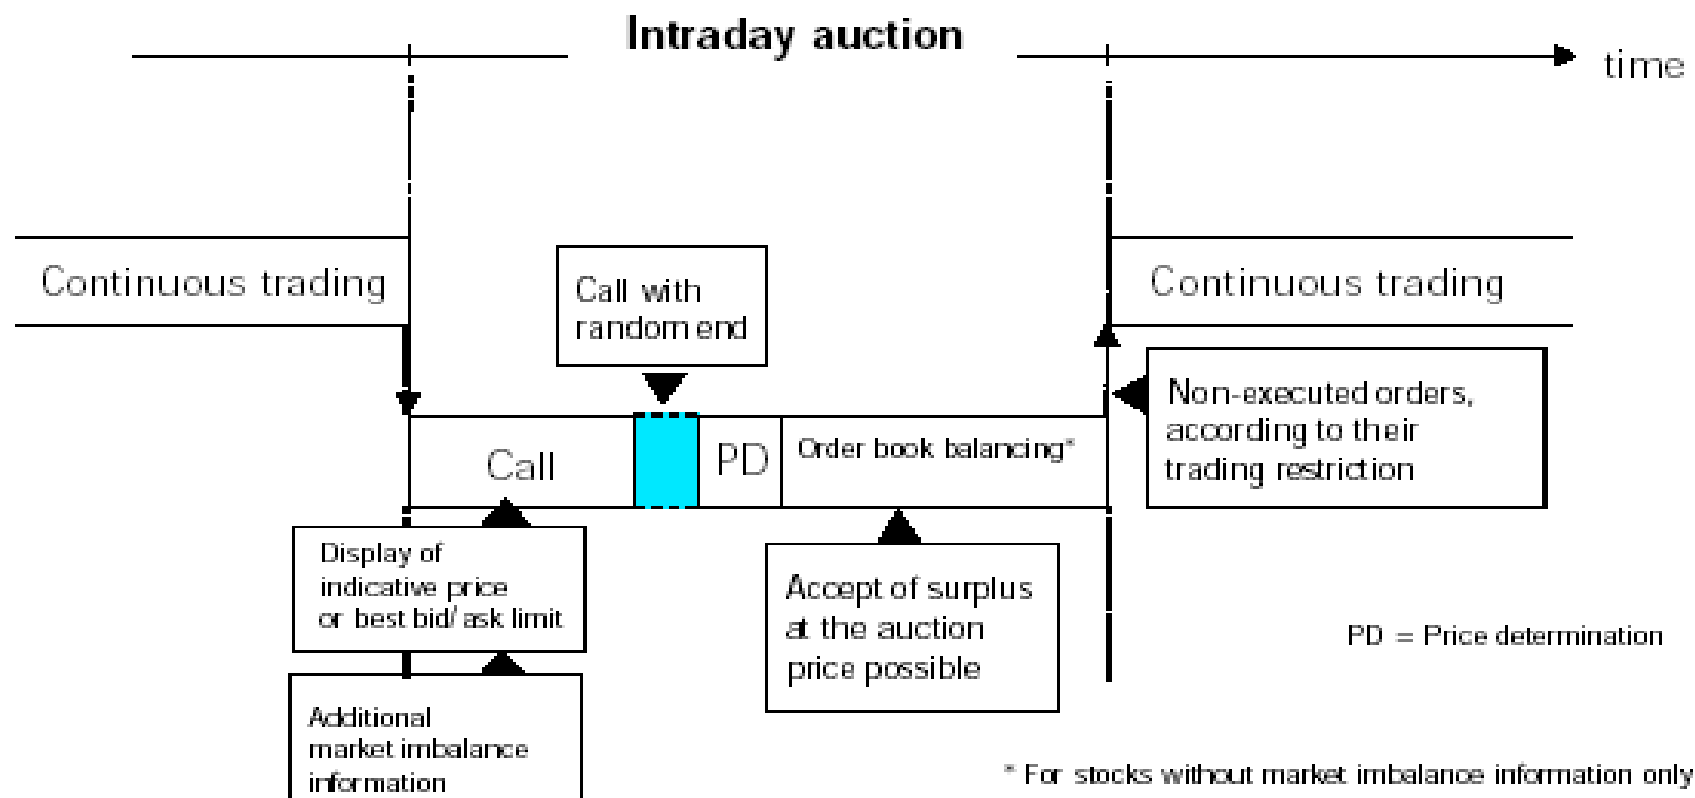 Intraday auction
time
Continuous trading
Continuous trading
Call with
random end
Non-executed orders,
according to their
trading restriction
Call
PD
Order book balancing*
Display of
indicative price
or best bid/ask limit
Accept of surplus
at the auction
price possible
PD = Price determination
Additional
market imbalance
information
* For stocks without market imbalance information only